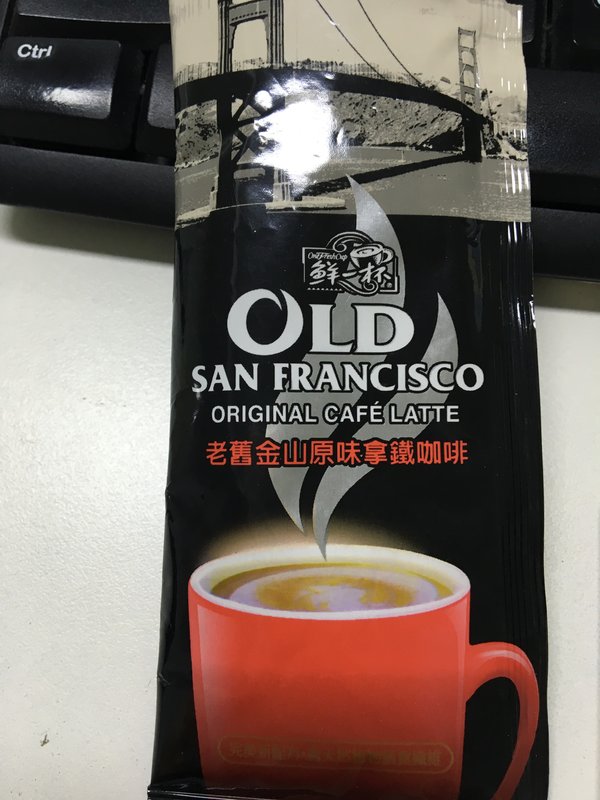 Ctrl
OneFreshCup
鮮一杯
OLD
SAN FRANCISCO
ORIGINAL CAFÉ LATTE
老舊金山原味拿鐵咖啡